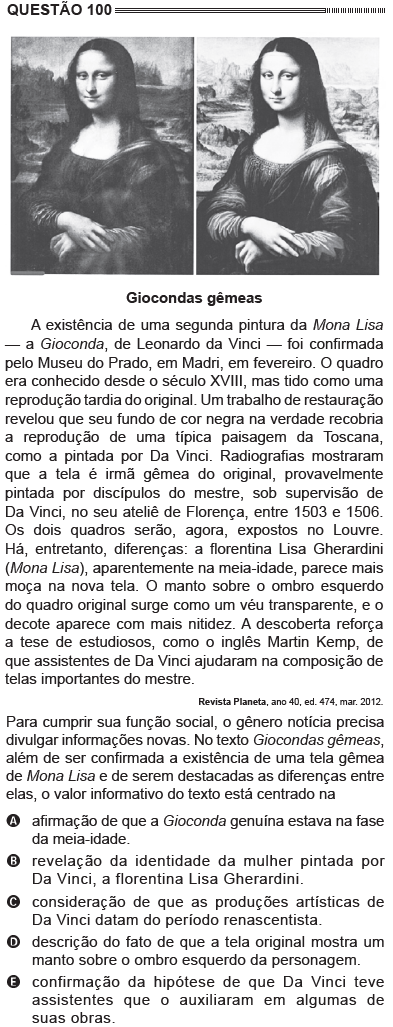 QUESTÃO 100
Giocondas gêmeas
A existência de uma segunda pintura da Mona Lisa
— a Gioconda, de Leonardo da Vinci — foi confirmada
pelo Museu do Prado, em Madri, em fevereiro. O quadro
era conhecido desde o século XVIII, mas tido como uma
reprodução tardia do original. Um trabalho de restauração
revelou que seu fundo de cor negra na verdade recobria
a reprodução de uma típica paisagem da Toscana,
como a pintada por Da Vinci. Radiografias mostraram
que a tela é irmã gêmea do original, provavelmente
pintada por discípulos do mestre, sob supervisão de
Da Vinci, no seu ateliê de Florença, entre 1503 e 1506.
Os dois quadros serão, agora, expostos no Louvre.
Há, entretanto, diferenças: a florentina Lisa Gherardini
(Mona Lisa), aparentemente na meia-idade, parece mais
moça na nova tela. O manto sobre o ombro esquerdo
do quadro original surge como um véu transparente, e o
decote aparece com mais nitidez. A descoberta reforça
a tese de estudiosos, como o inglês Martin Kemp, de
que assistentes de Da Vinci ajudaram na composição de
telas importantes do mestre.
Revista Planeta, ano 40, ed. 474, mar. 2012.
Para cumprir sua função social, o gênero notícia precisa
divulgar informações novas. No texto Giocondas gêmeas,
além de ser confirmada a existência de uma tela gêmea
de Mona Lisa e de serem destacadas as diferenças entre
elas, o valor informativo do texto está centrado na
A afirmação de que a Gioconda genuína estava na fase
da meia-idade.
B revelação da identidade da mulher pintada por
Da Vinci, a florentina Lisa Gherardini.
C consideração de que as produções artísticas de
Da Vinci datam do período renascentista.
D descrição do fato de que a tela original mostra um
manto sobre o ombro esquerdo da personagem.
E confirmação da hipótese de que Da Vinci teve
assistentes que o auxiliaram em algumas de
suas obras.